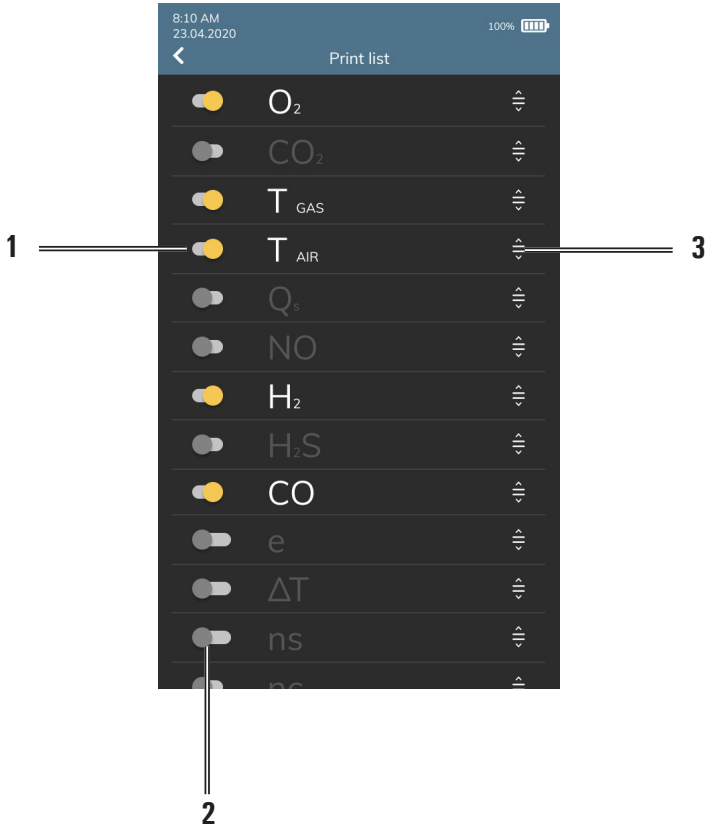 8:10 AM
23.04.2020
100%
Print list
O₂
CO₂
T GAS
1
T AIR
3
Qₛ
NO
H₂
H₂S
CO
e
ΔT
ns
2